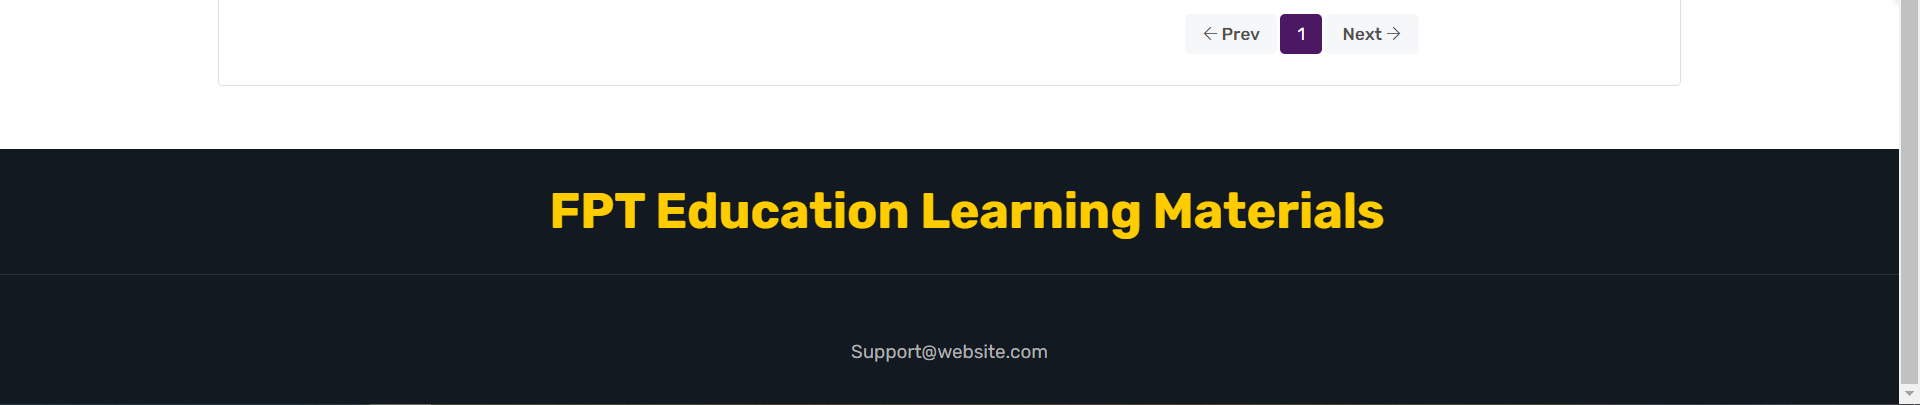 ← Prev 1 Next →
FPT Education Learning Materials
Support@website.com